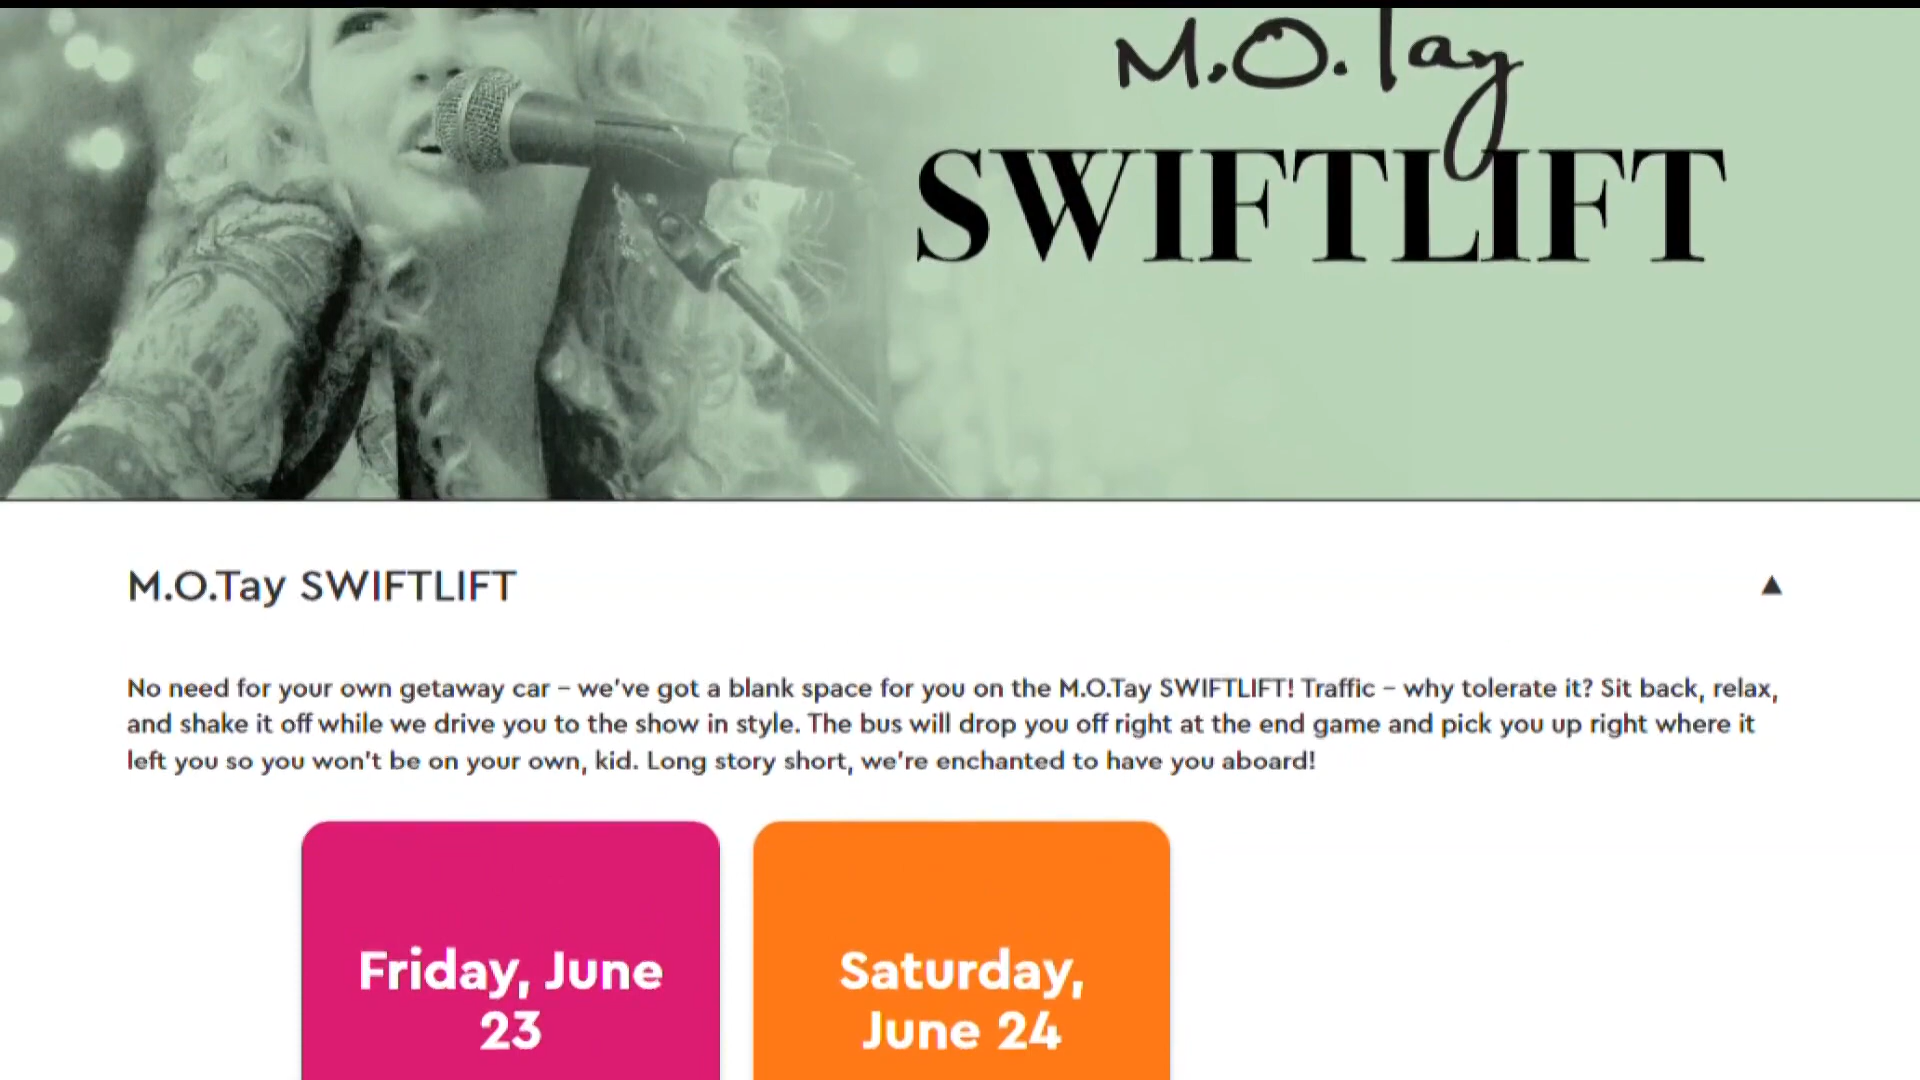 M.O.Tay
SWIFTLIFT
M.O.Tay SWIFTLIFT
▲
No need for your own getaway car – we've got a blank space for you on the M.O.Tay SWIFTLIFT! Traffic – why tolerate it? Sit back, relax,
and shake it off while we drive you to the show in style. The bus will drop you off right at the end game and pick you up right where it
left you so you won't be on your own, kid. Long story short, we're enchanted to have you aboard!
Friday, June
23
Saturday,
June 24